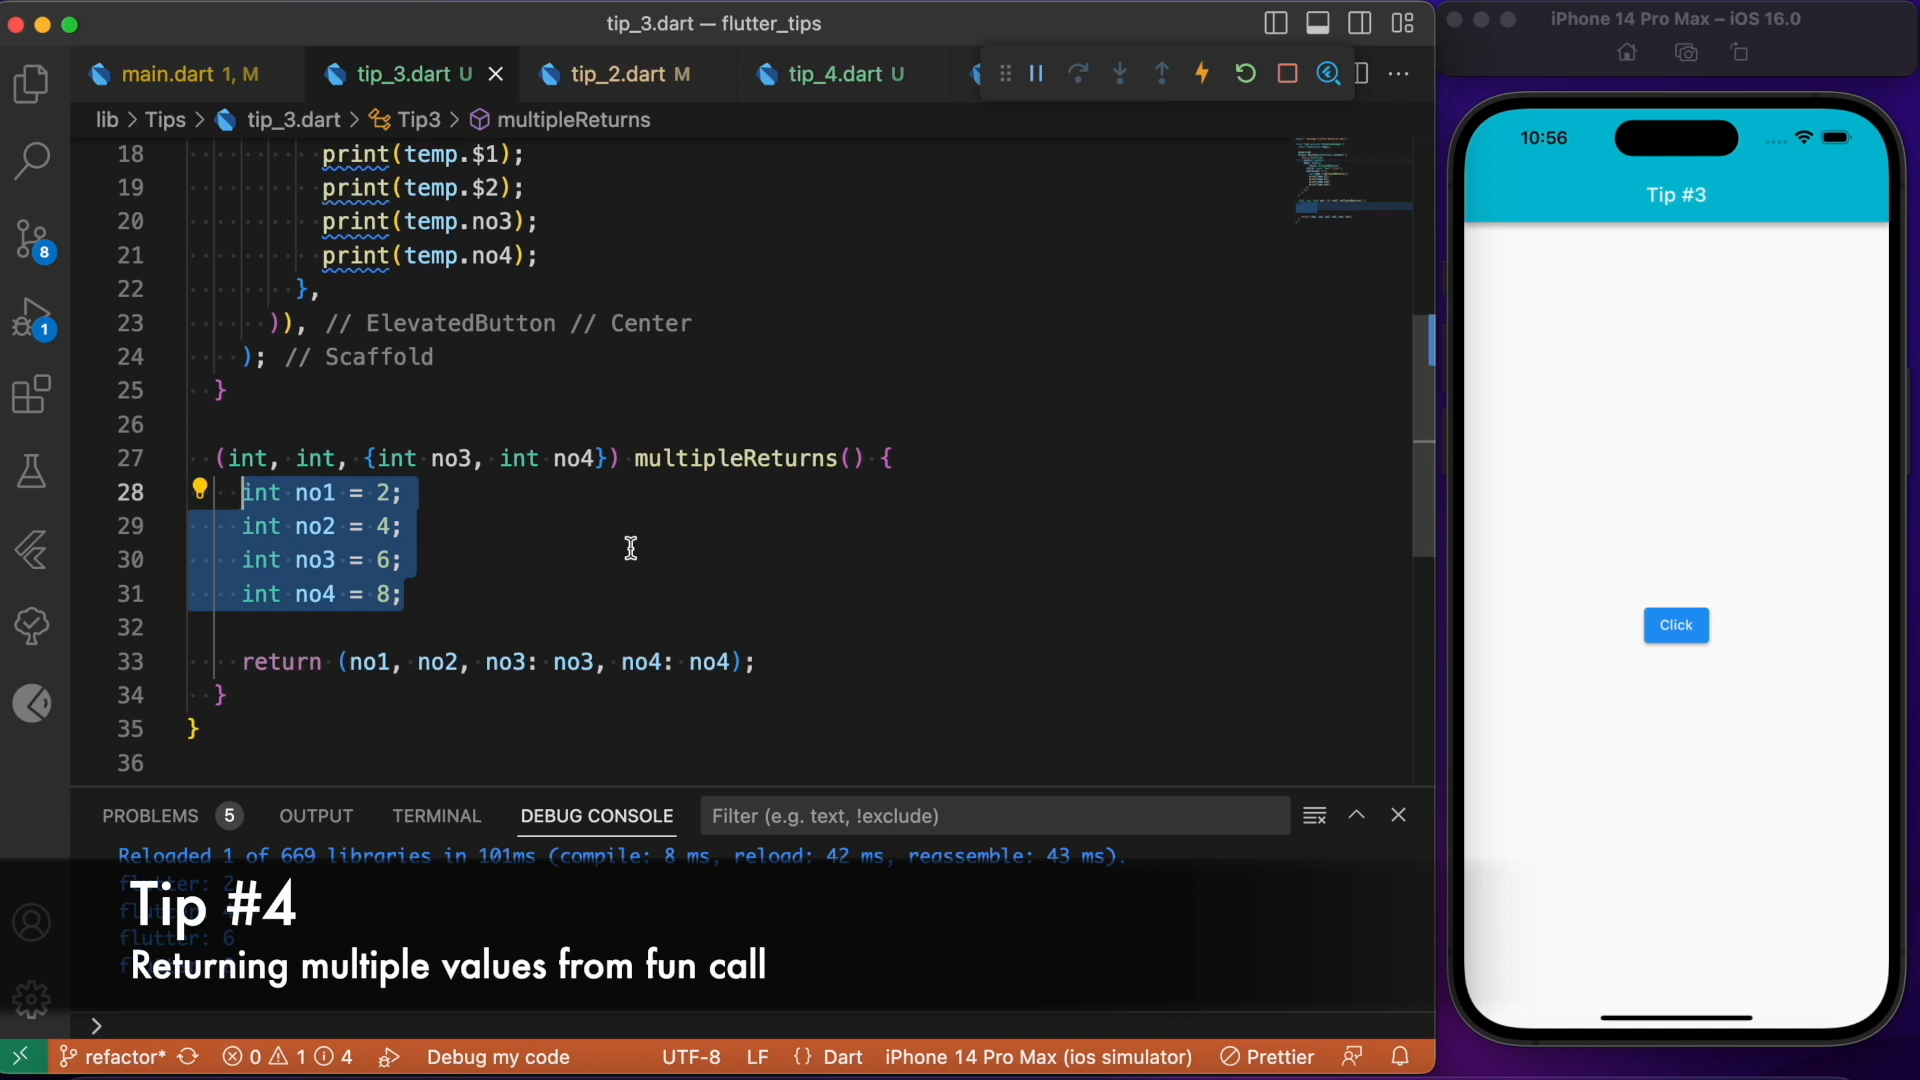 tip_3.dart — flutter_tips
iPhone 14 Pro Max – iOS 16.0
main.dart 1, M
tip_3.dart U
tip_2.dart M
tip_4.dart U
lib > Tips > tip_3.dart > Tip3 > multipleReturns
18 print(temp.$1);
19 print(temp.$2);
20 print(temp.no3);
21 print(temp.no4);
22 },
23 )), // ElevatedButton // Center
24 ); // Scaffold
25 }
26
27 (int, int, {int no3, int no4}) multipleReturns() {
28 int no1 = 2;
29 int no2 = 4;
30 int no3 = 6;
31 int no4 = 8;
32
33 return (no1, no2, no3: no3, no4: no4);
34 }
35 }
36
8
1
PROBLEMS 5 OUTPUT TERMINAL DEBUG CONSOLE Filter (e.g. text, !exclude)
Reloaded 1 of 669 libraries in 101ms (compile: 8 ms, reload: 42 ms, reassemble: 43 ms).
flutter: 2
flutter: 6
Tip #4
Returning multiple values from fun call
refactor* 0 1 4 Debug my code UTF-8 LF {} Dart iPhone 14 Pro Max (ios simulator) Prettier
10:56
Tip #3
Click